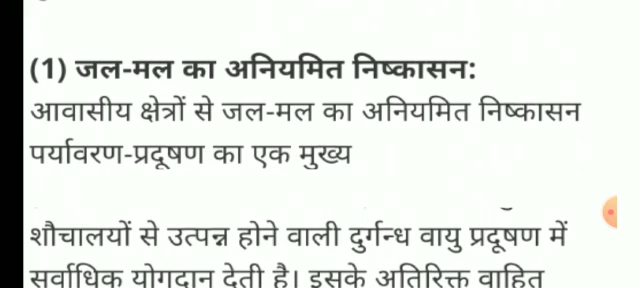 (1) जल-मल का अनियमित निष्कासन:
आवासीय क्षेत्रों से जल-मल का अनियमित निष्कासन
पर्यावरण-प्रदूषण का एक मुख्य
शौचालयों से उत्पन्न होने वाली दुर्गन्ध वायु प्रदूषण में
सर्वाधिक योगदान देती है। इसके अतिरिक्त वाहित